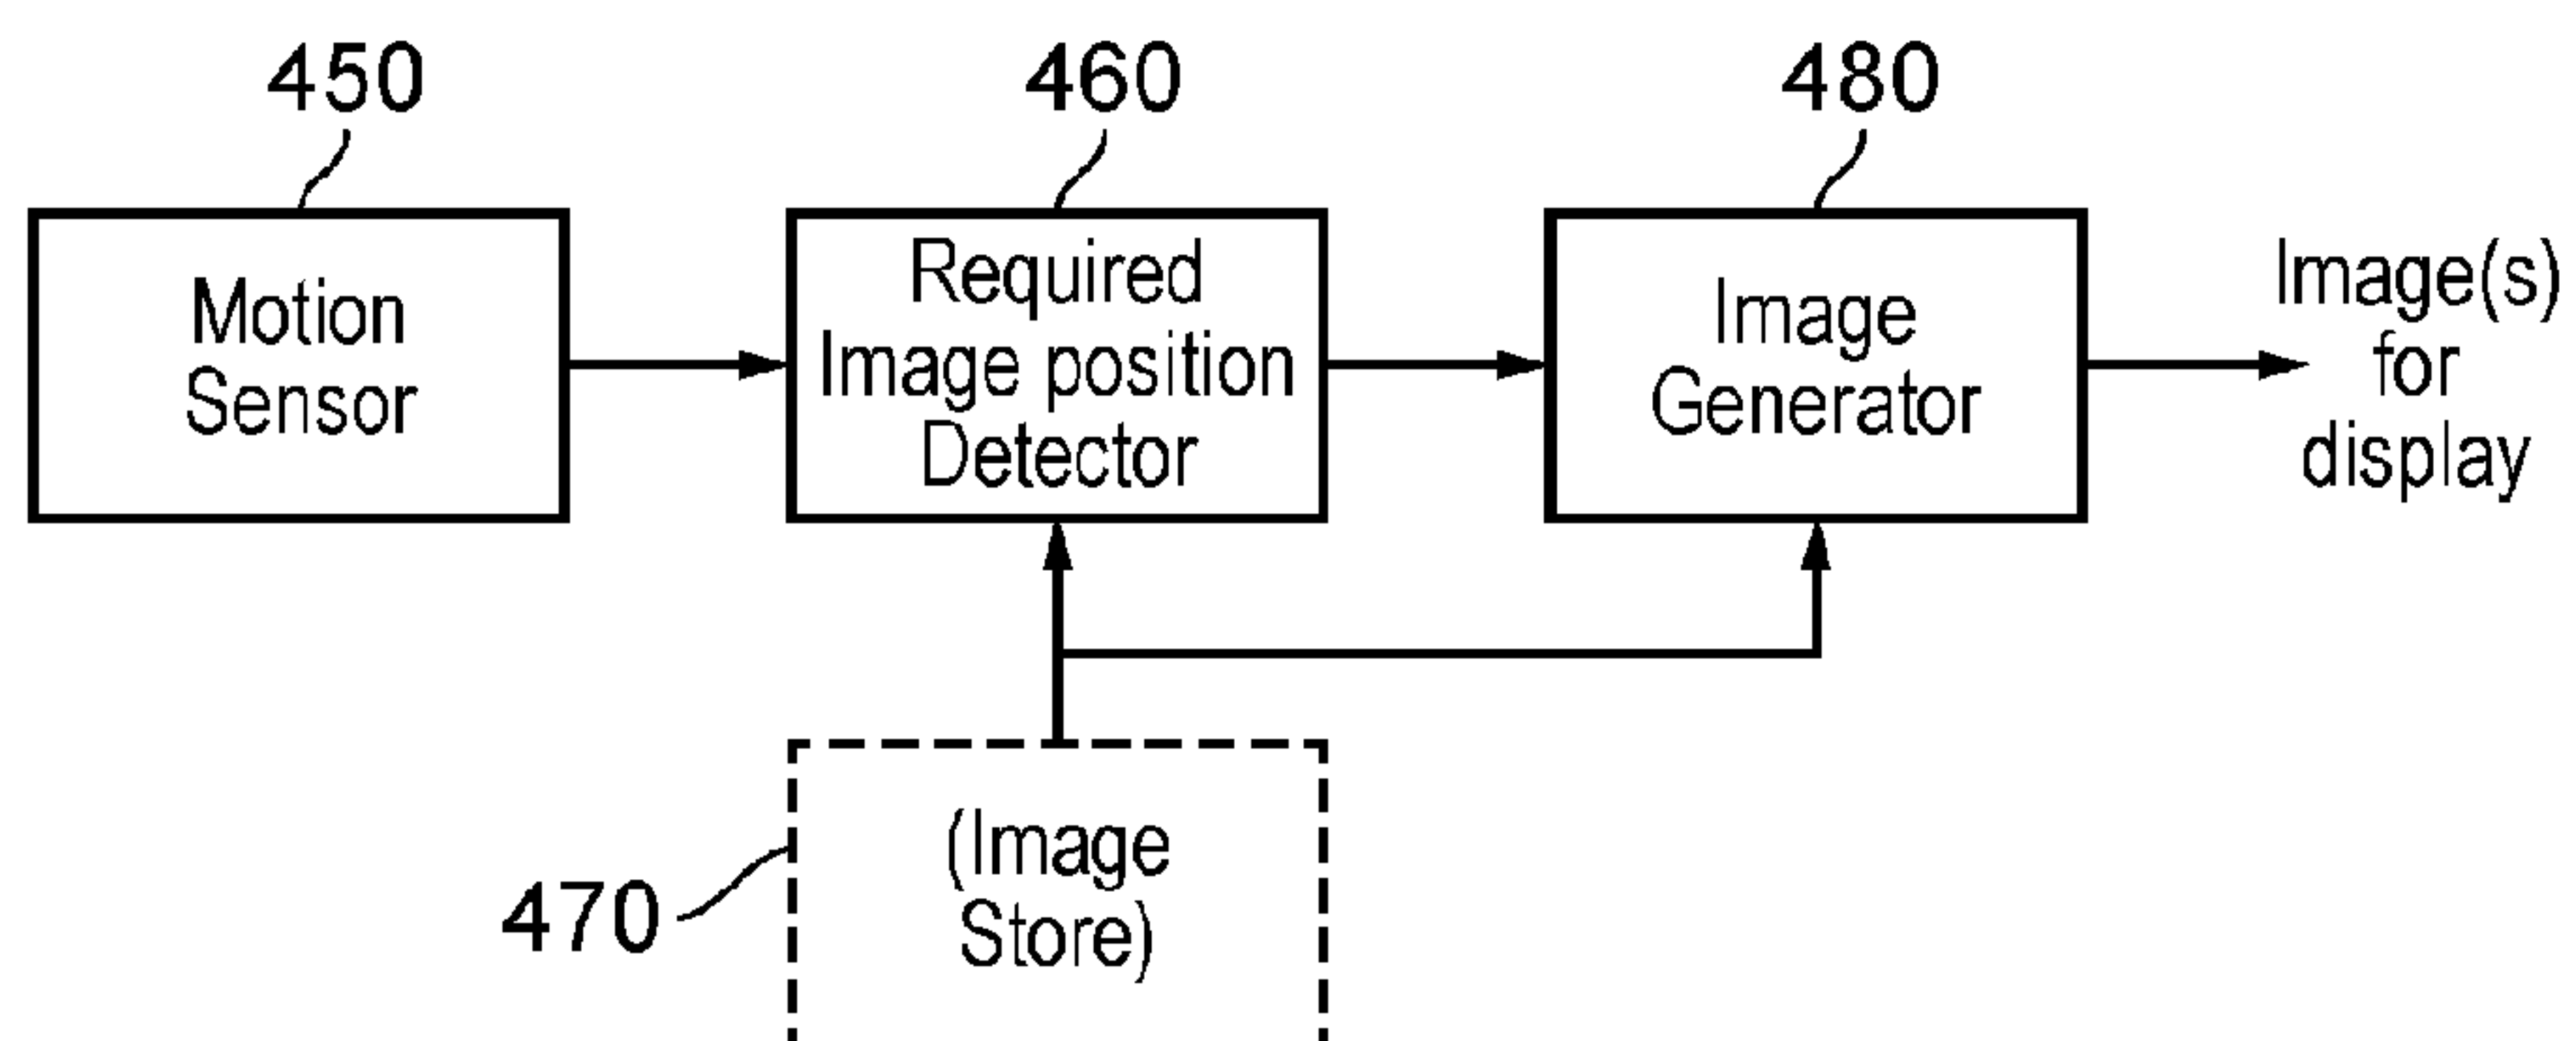 450
460
480
Motion
Sensor
Required
Image position
Detector
Image
Generator
Image(s)
for
display
470
(Image
Store)